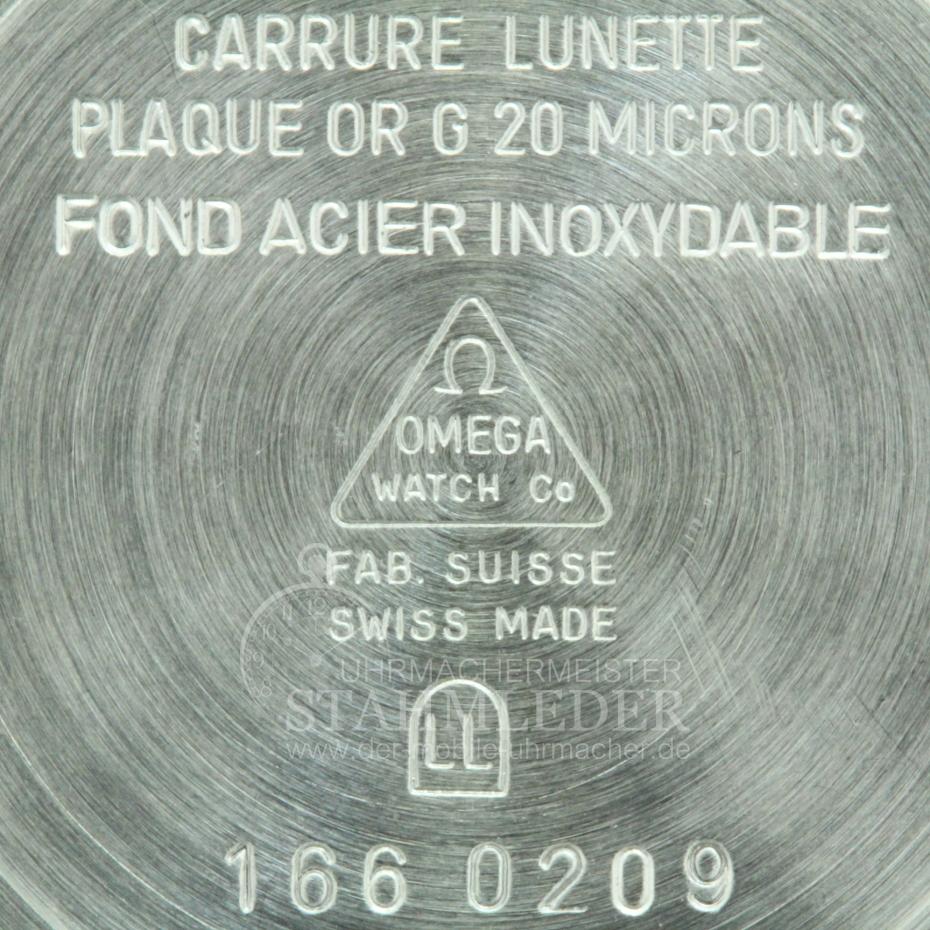 CARRURE LUNETTE
PLAQUE OR G 20 MICRONS
FOND ACIER INOXYDABLE
Ω
OMEGA
WATCH Co
FAB. SUISSE
SWISS MADE
UHRMACHERMEISTER
STAHMLEDER
www.der-mobile-uhrmacher.de
LL
166 0209